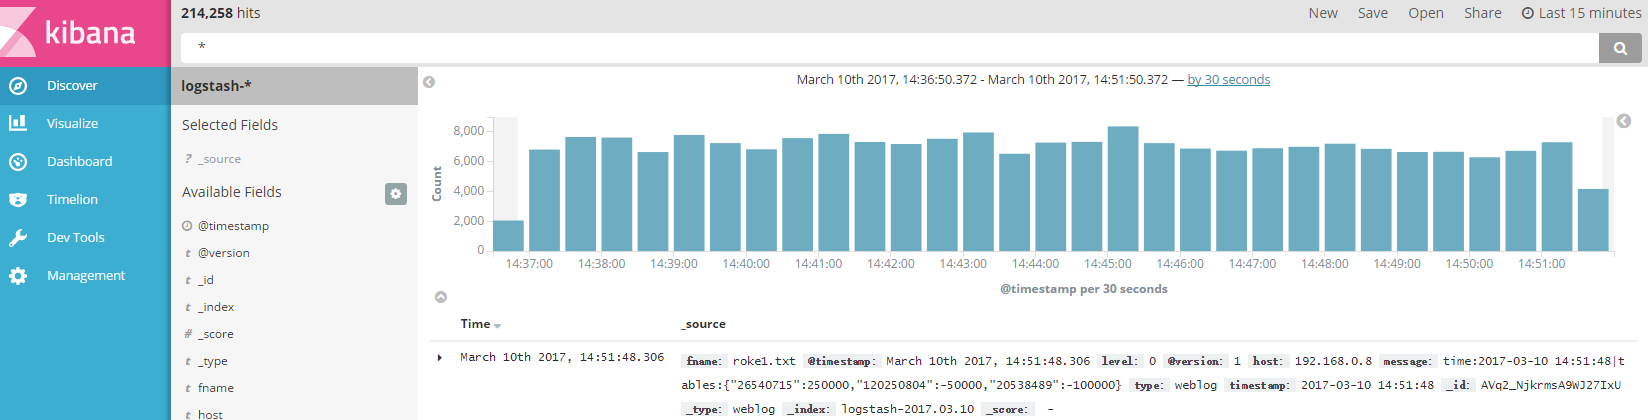 kibana
Discover
Visualize
Dashboard
Timelion
Dev Tools
Management
214,258 hits
New Save Open Share Last 15 minutes
*
logstash-*
Selected Fields
? _source
Available Fields
@timestamp
t @version
t _id
t _index
# _score
t _type
t fname
t host
March 10th 2017, 14:36:50.372 - March 10th 2017, 14:51:50.372 — by 30 seconds
Count
8,000
6,000
4,000
2,000
0
14:37:00 14:38:00 14:39:00 14:40:00 14:41:00 14:42:00 14:43:00 14:44:00 14:45:00 14:46:00 14:47:00 14:48:00 14:49:00 14:50:00 14:51:00
@timestamp per 30 seconds
Time _source
March 10th 2017, 14:51:48.306 fname: roke1.txt @timestamp: March 10th 2017, 14:51:48.306 level: 0 @version: 1 host: 192.168.0.8 message: time:2017-03-10 14:51:48|t
ables:{"26540715":250000,"120250804":-50000,"20538489":-100000} type: weblog timestamp: 2017-03-10 14:51:48 _id: AVq2_NjkrmsA9WJ27IxU
_type: weblog _index: logstash-2017.03.10 _score: -